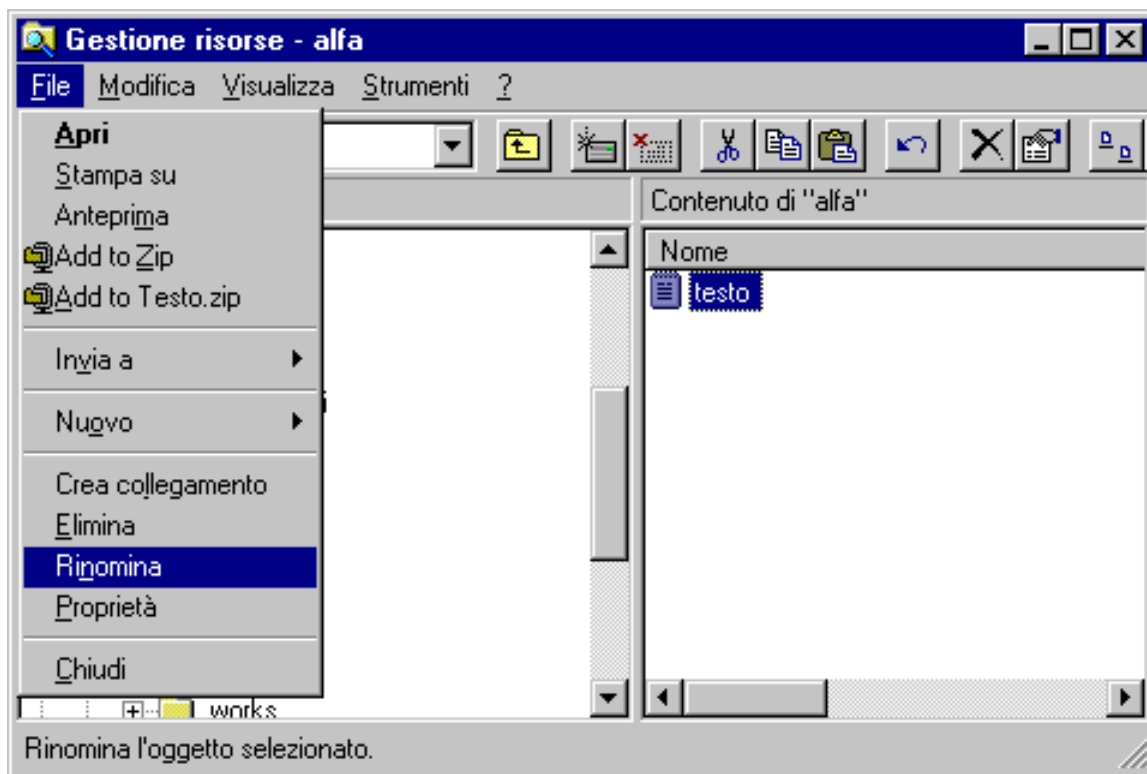 Gestione risorse - alfa
File Modifica Visualizza Strumenti ?
Apri
Stampa su
Anteprima
Add to Zip
Add to Testo.zip
Invia a
Nuovo
Crea collegamento
Elimina
Rinomina
Proprietà
Chiudi
works
Contenuto di "alfa"
Nome
testo
Rinomina l'oggetto selezionato.